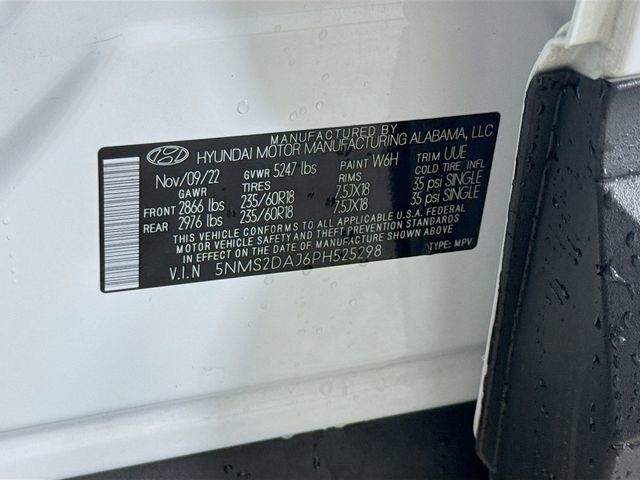 MANUFACTURED BY
HYUNDAI MOTOR MANUFACTURING ALABAMA, LLC
Nov/09/22 GVWR 5247 lbs PAINT W6H TRIM UUE
GAWR TIRES RIMS COLD TIRE INFL
FRONT 2866 lbs 235/60R18 7.5JX18 35 psi SINGLE
REAR 2976 lbs 235/60R18 7.5JX18 35 psi SINGLE
THIS VEHICLE CONFORMS TO ALL APPLICABLE U.S.A. FEDERAL
MOTOR VEHICLE SAFETY AND THEFT PREVENTION STANDARDS
IN EFFECT ON THE DATE OF MANUFACTURE SHOWN ABOVE.
V.I.N 5NMS2DAJ6PH525298 TYPE: MPV